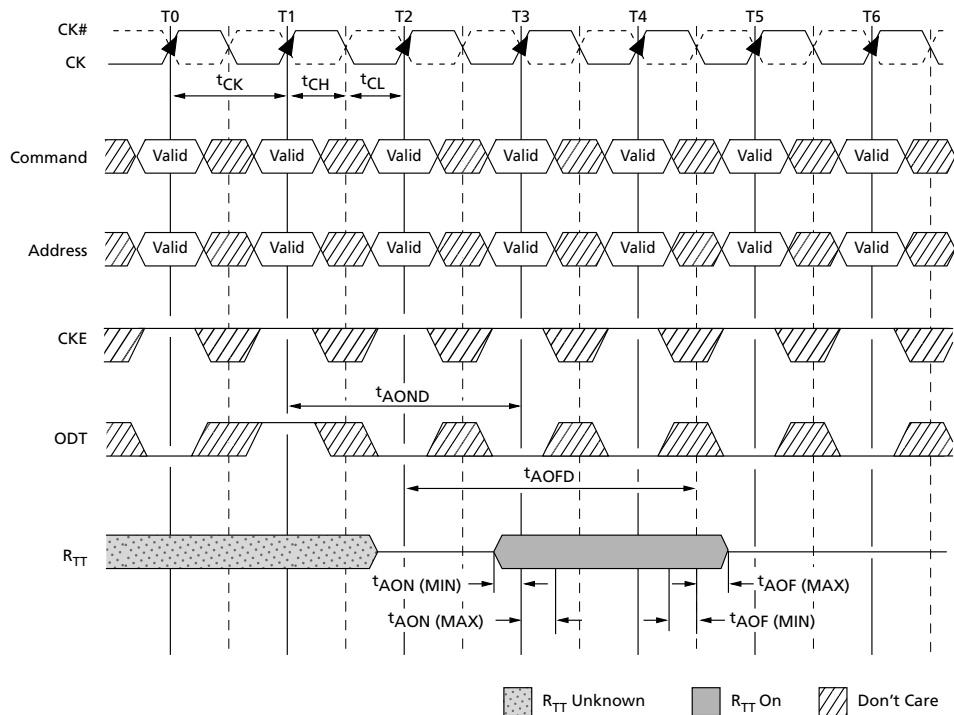 T0 T1 T2 T3 T4 T5 T6
CK#
CK
tCK tCH tCL
Command Valid Valid Valid Valid Valid Valid Valid
Address Valid Valid Valid Valid Valid Valid Valid
CKE
tAOND
ODT
tAOFD
RTT
tAON (MIN) tAOF (MAX)
tAON (MAX) tAOF (MIN)
RTT Unknown RTT On Don't Care